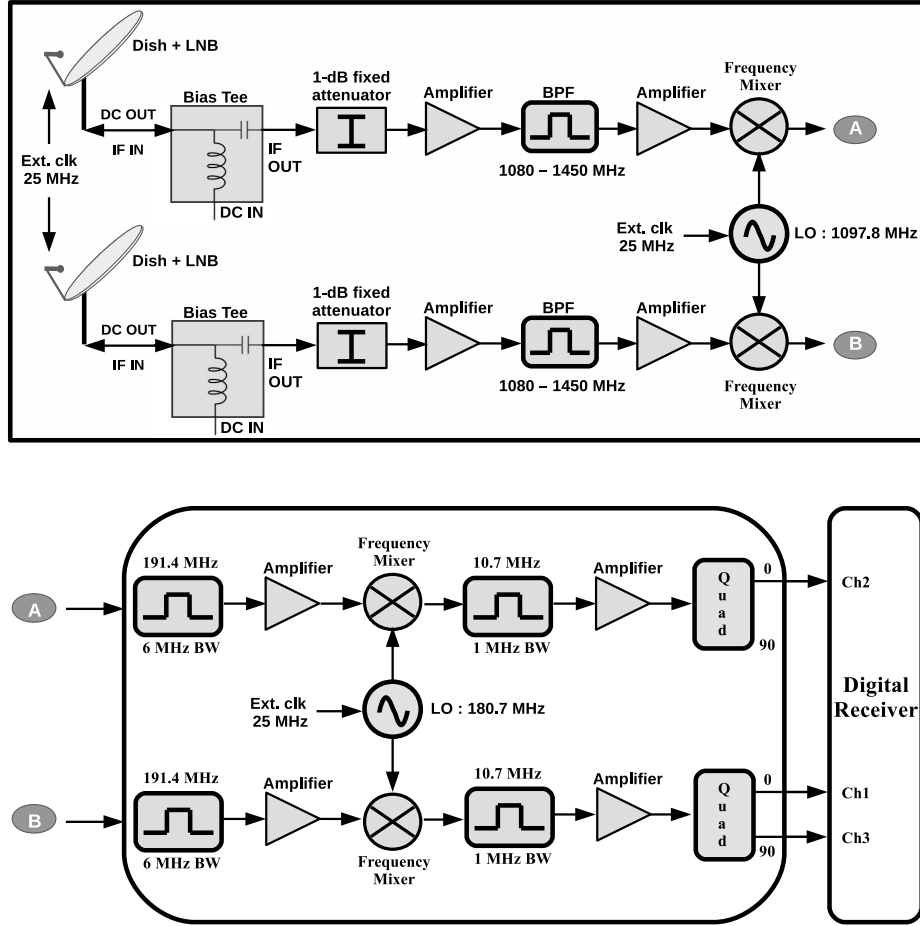 Dish + LNB
1-dB fixed
attenuator
Amplifier
BPF
Amplifier
Frequency
Mixer
Bias Tee
DC OUT
IF IN
IF
OUT
A
1080 – 1450 MHz
DC IN
Ext. clk
25 MHz
Ext. clk
25 MHz
LO : 1097.8 MHz
Dish + LNB
1-dB fixed
attenuator
Amplifier
BPF
Amplifier
Bias Tee
DC OUT
IF IN
IF
OUT
B
1080 – 1450 MHz
Frequency
Mixer
DC IN
Frequency
Mixer
191.4 MHz
Amplifier
10.7 MHz
Amplifier
Q
u
a
d
0
90
Ch2
A
6 MHz BW
1 MHz BW
Ext. clk
25 MHz
LO : 180.7 MHz
Digital
Receiver
191.4 MHz
Amplifier
10.7 MHz
Amplifier
Q
u
a
d
0
90
Ch1
Ch3
B
6 MHz BW
Frequency
Mixer
1 MHz BW